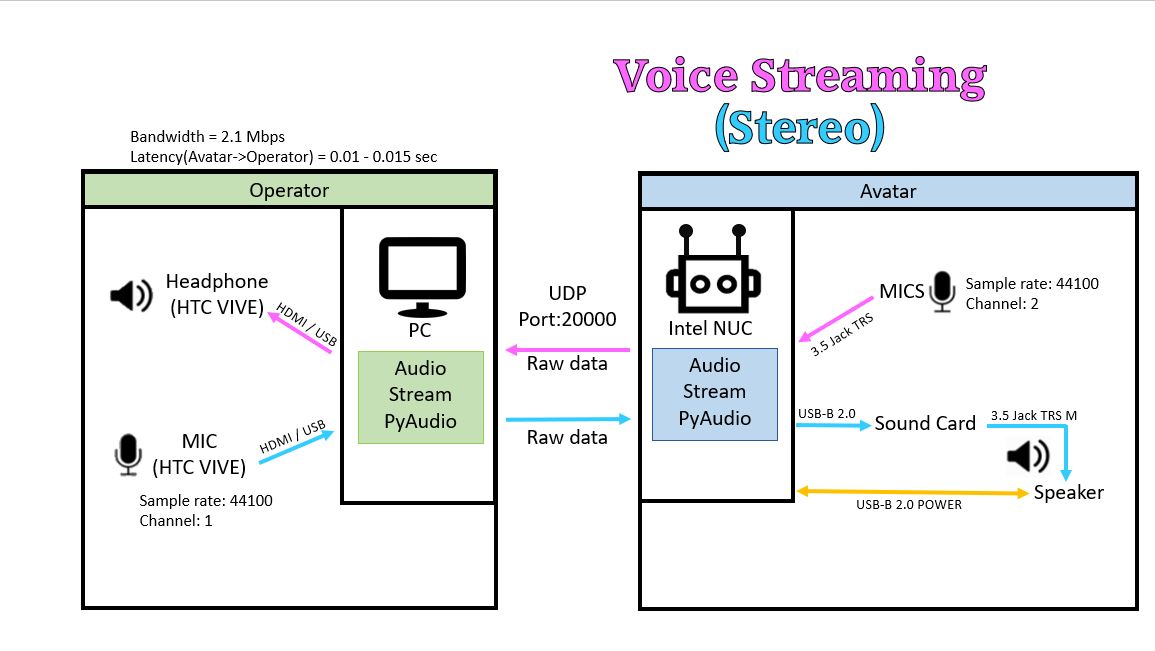 Voice Streaming
(Stereo)
Bandwidth = 2.1 Mbps
Latency(Avatar->Operator) = 0.01 - 0.015 sec
Operator
Headphone
(HTC VIVE)
HDMI / USB
PC
Audio
Stream
PyAudio
MIC
(HTC VIVE)
HDMI / USB
Sample rate: 44100
Channel: 1
UDP
Port:20000
Raw data
Raw data
Avatar
Intel NUC
Audio
Stream
PyAudio
MICS
Sample rate: 44100
Channel: 2
3.5 Jack TRS
USB-B 2.0
Sound Card
3.5 Jack TRS M
Speaker
USB-B 2.0 POWER